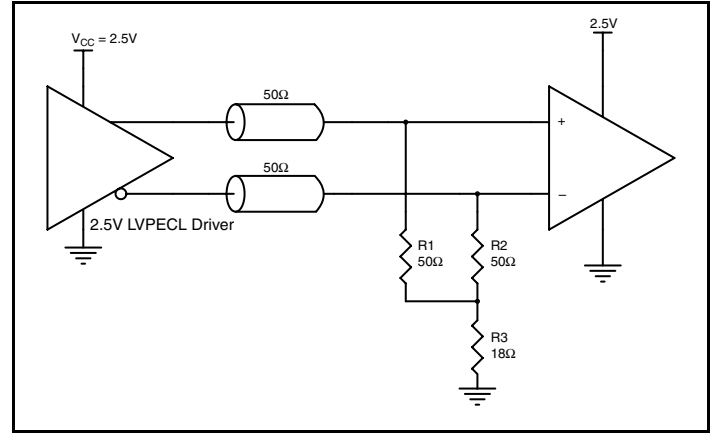 V_CC = 2.5V
2.5V
50Ω
+
50Ω
–
2.5V LVPECL Driver
R1
50Ω
R2
50Ω
R3
18Ω